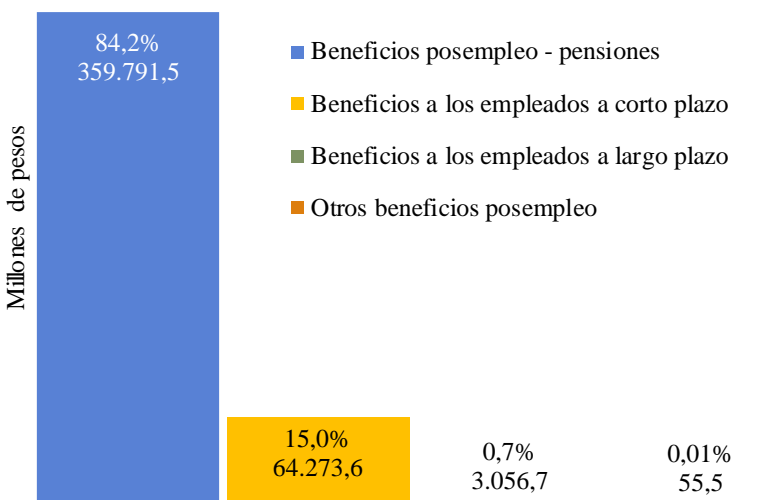 84,2%
359.791,5
Beneficios posempleo - pensiones
Beneficios a los empleados a corto plazo
Beneficios a los empleados a largo plazo
Otros beneficios posempleo
Millones de pesos
15,0%
64.273,6
0,7%
3.056,7
0,01%
55,5